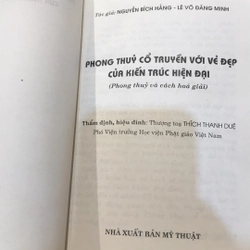 Tác giả: NGUYỄN BÍCH HẰNG - LÊ VÕ ĐĂNG MINH
PHONG THUỶ CỔ TRUYỀN VỚI VẺ ĐẸP
CỦA KIẾN TRÚC HIỆN ĐẠI
(Phong thuỷ và cách hoá giải)
Thẩm định, hiệu đính: Thượng toạ THÍCH THANH DUỆ
Phó Viện trưởng Học viện Phật giáo Việt Nam
NHÀ XUẤT BẢN MỸ THUẬT